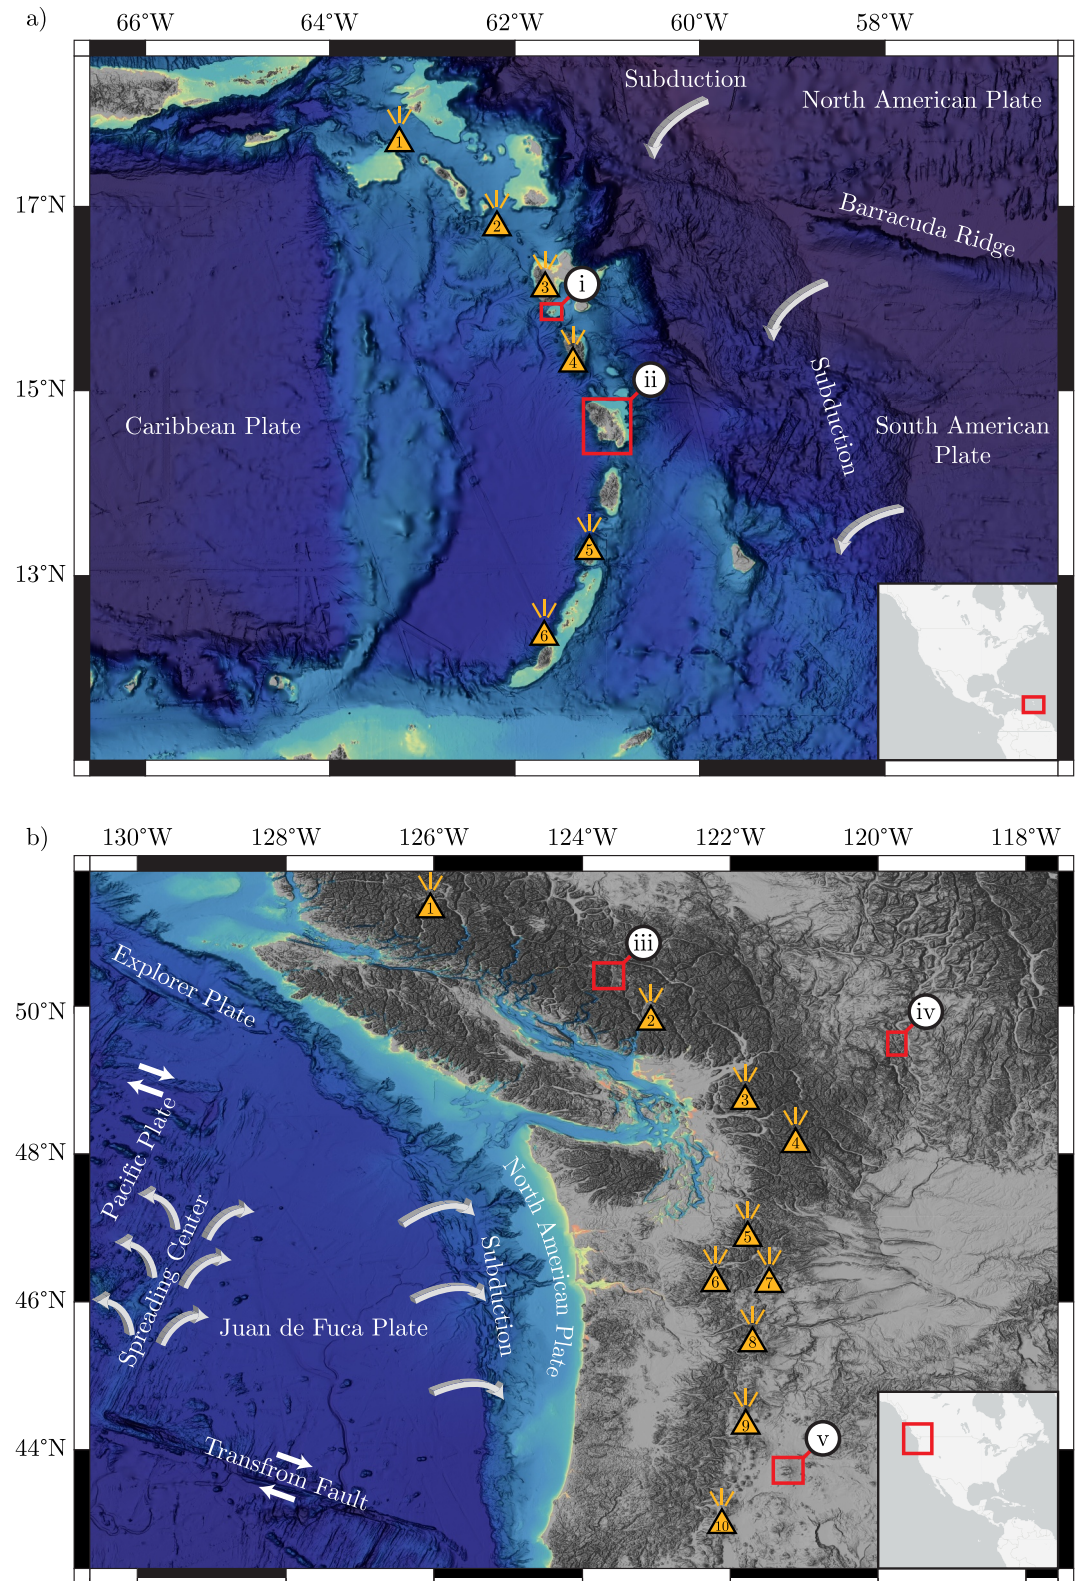 a)
66°W 64°W 62°W 60°W 58°W
Subduction
North American Plate
1
17°N
2
Barracuda Ridge
3
i
4
15°N
ii
Subduction
Caribbean Plate
South American
Plate
5
13°N
6
b)
130°W 128°W 126°W 124°W 122°W 120°W 118°W
1
iii
Explorer Plate
50°N
2
iv
3
Pacific Plate
4
48°N
North American Plate
Spreading Center
5
Subduction
6
7
46°N
Juan de Fuca Plate
8
9
v
44°N
Transfrom Fault
10